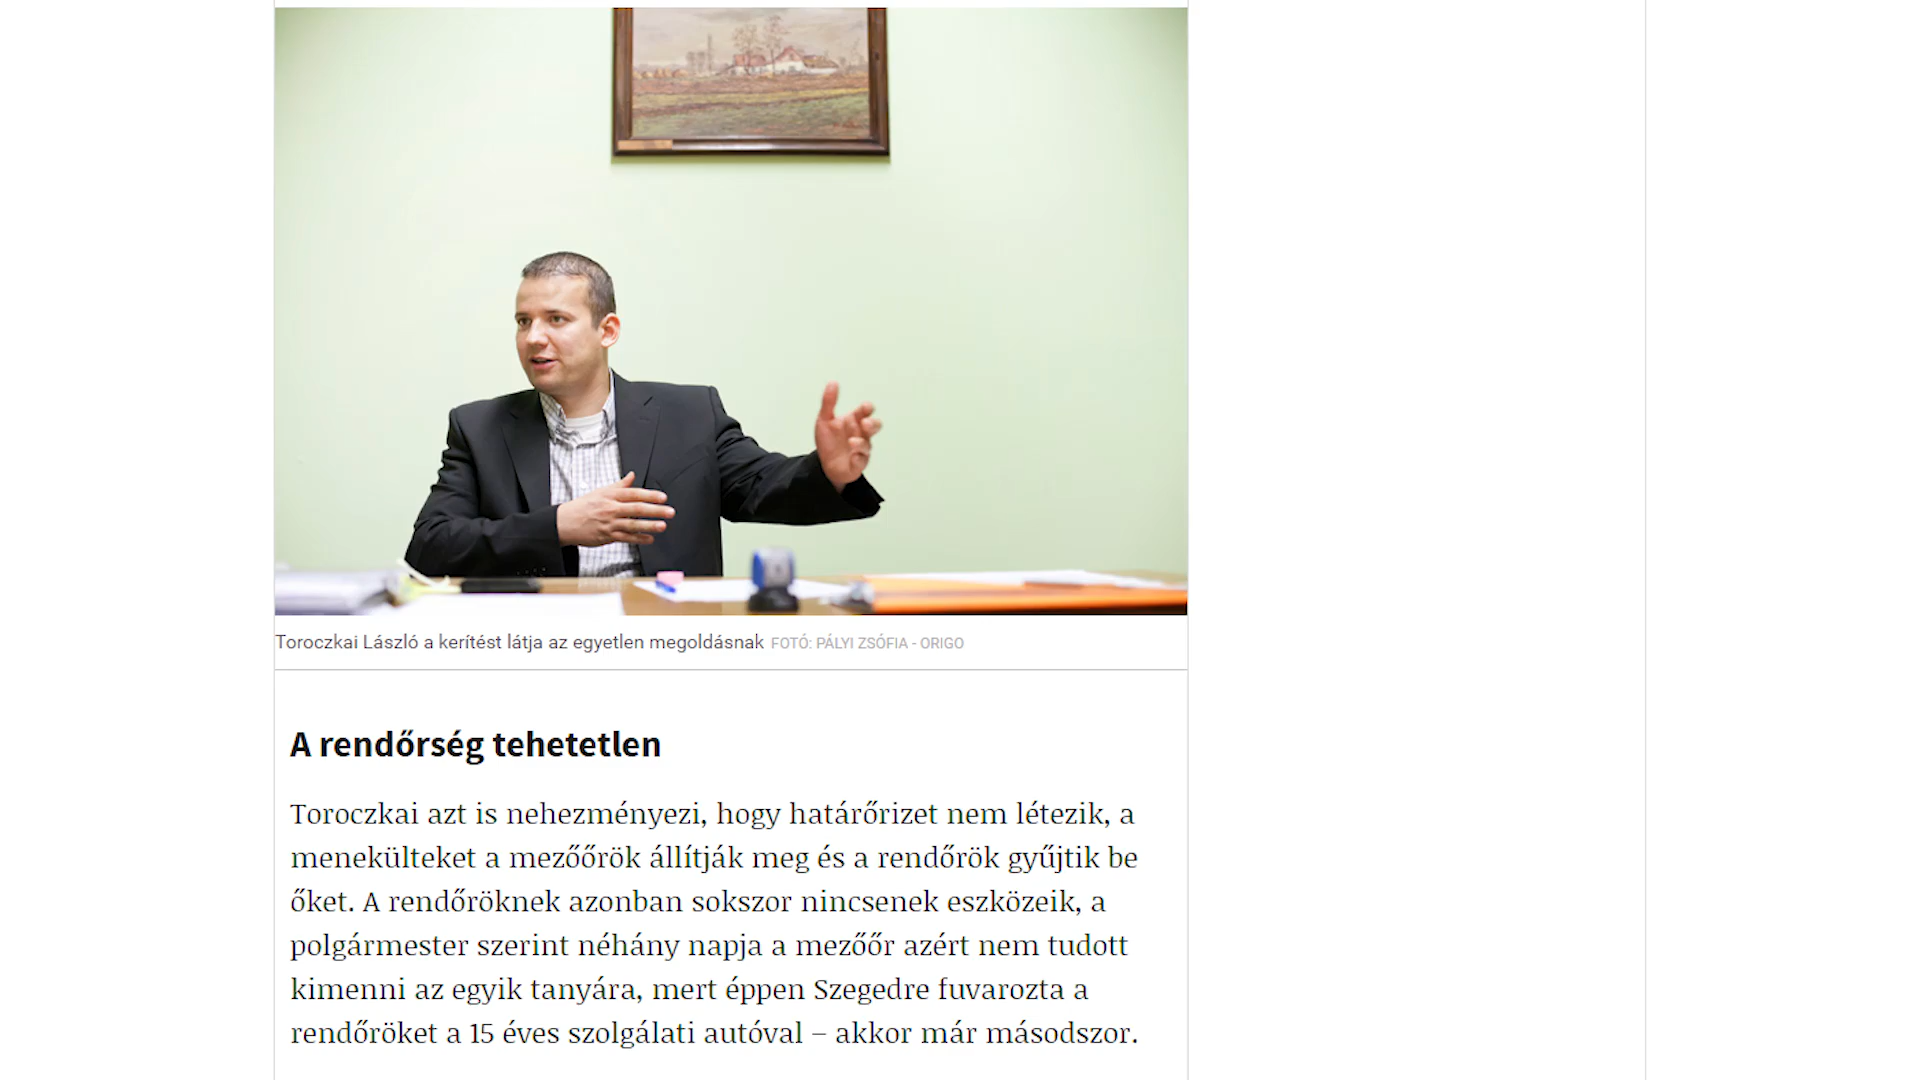 Toroczkai László a kerítést látja az egyetlen megoldásnak FOTÓ: PÁLYI ZSÓFIA - ORIGO
A rendőrség tehetetlen
Toroczkai azt is nehezményezi, hogy határőrizet nem létezik, a
menekülteket a mezőőrök állítják meg és a rendőrök gyűjtik be
őket. A rendőröknek azonban sokszor nincsenek eszközeik, a
polgármester szerint néhány napja a mezőőr azért nem tudott
kimenni az egyik tanyára, mert éppen Szegedre fuvarozta a
rendőröket a 15 éves szolgálati autóval – akkor már másodszor.